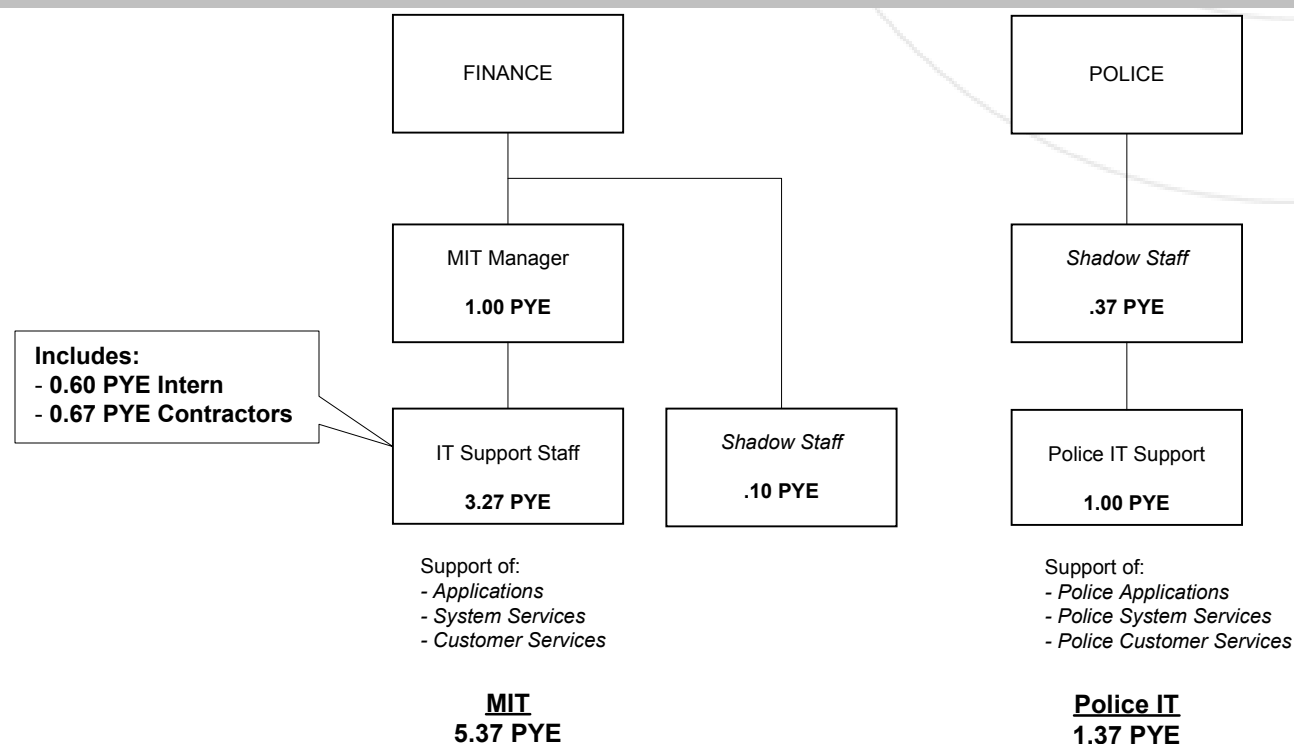 FINANCE
POLICE
MIT Manager
1.00 PYE
Shadow Staff
.37 PYE
Includes:
- 0.60 PYE Intern
- 0.67 PYE Contractors
IT Support Staff
3.27 PYE
Shadow Staff
.10 PYE
Police IT Support
1.00 PYE
Support of:
- Applications
- System Services
- Customer Services
Support of:
- Police Applications
- Police System Services
- Police Customer Services
MIT
5.37 PYE
Police IT
1.37 PYE